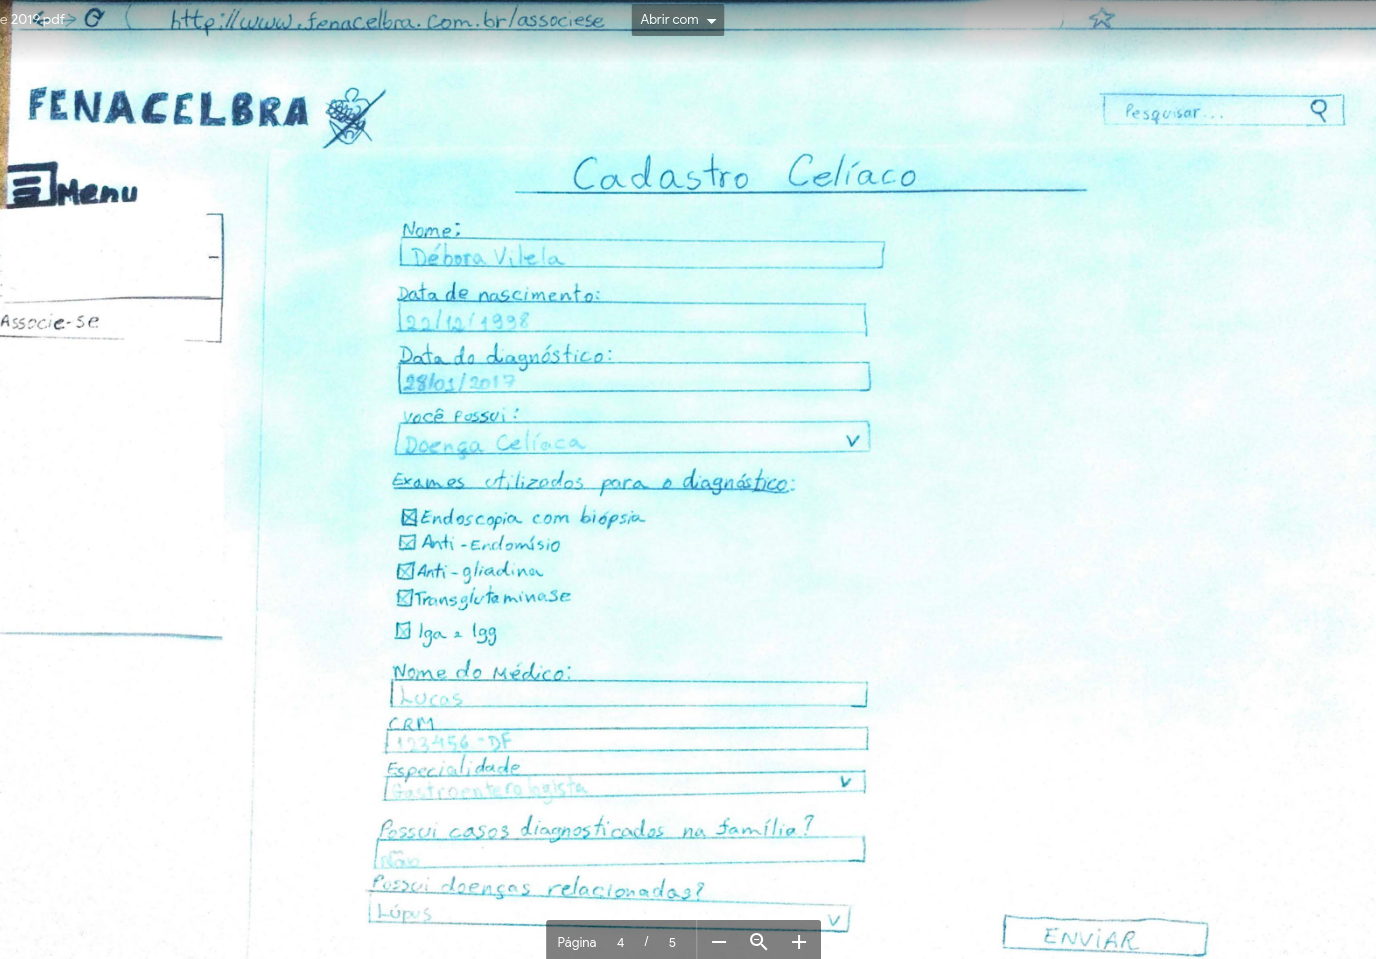 e 2019.pdf
http://www.fenacelbra.com.br/associese
Abrir com
FENACELBRA
Pesquisar...
Menu
Cadastro Celíaco
Associe-se
Nome:
Débora Vilela
Data de nascimento:
22/12/1998
Data do diagnóstico:
28/01/2017
Você Possui:
Doença Celíaca
Exames utilizados para o diagnóstico:
Endoscopia com biópsia
Anti-Endomísio
Anti-gliadina
Transglutaminase
Iga e Igg
Nome do Médico:
Lucas
CRM
123456-DF
Especialidade
Gastroenterologista
Possui casos diagnosticados na família?
Não
Possui doenças relacionadas?
Lúpus
ENVIAR
Página 4 / 5